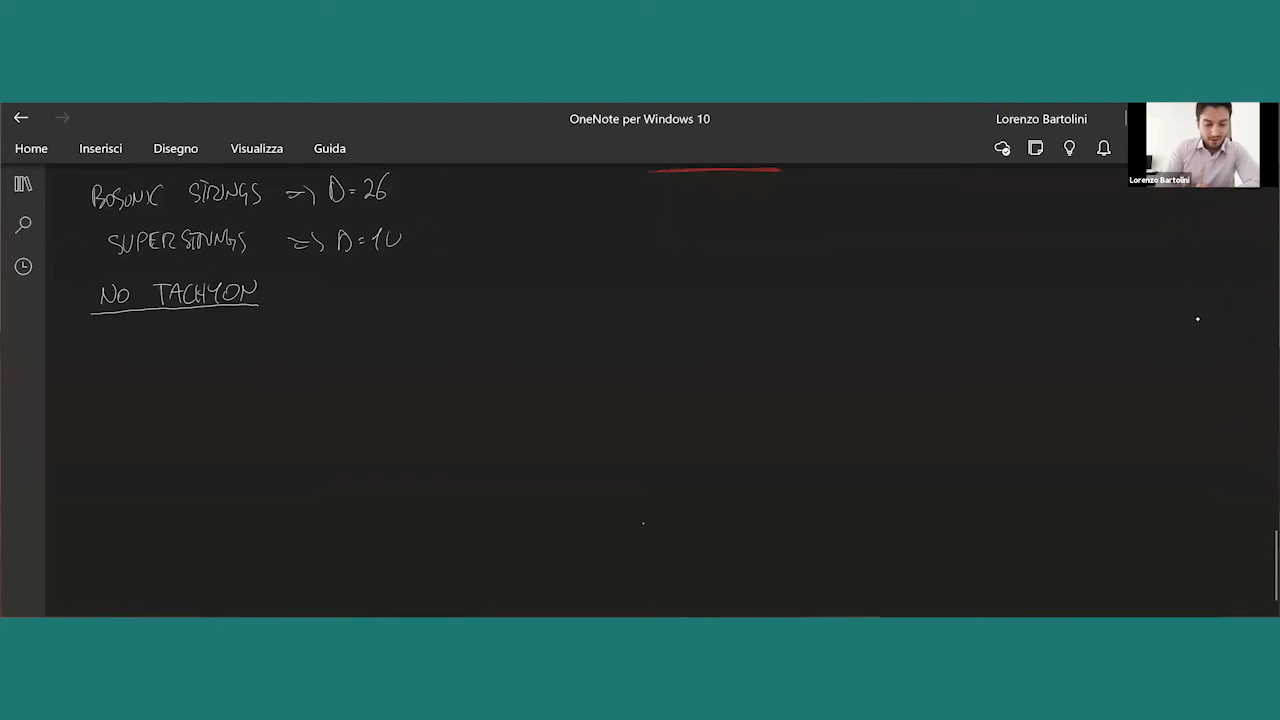 OneNote per Windows 10
Lorenzo Bartolini
Home Inserisci Disegno Visualizza Guida
Lorenzo Bartolini
BOSONIC STRINGS => D=26
SUPERSTRINGS => D=10
NO TACHYON